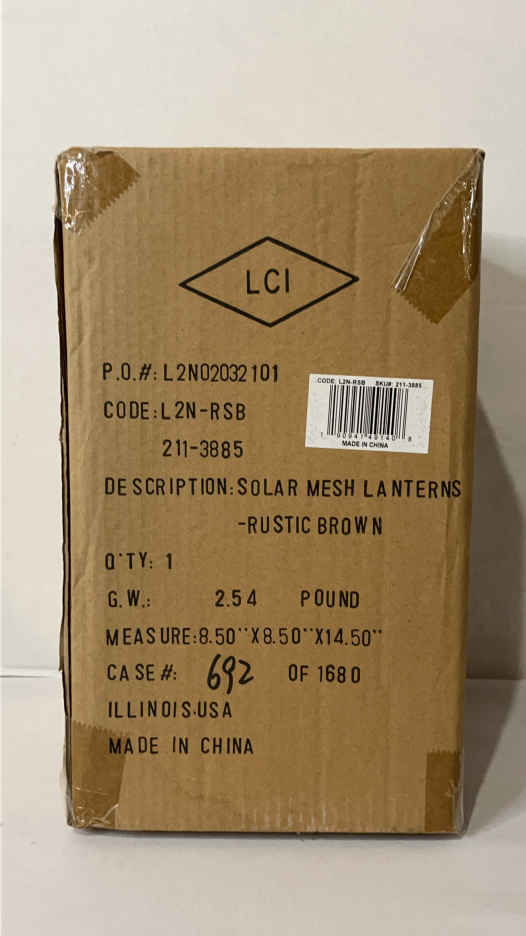 LCI
P.O.#: L2N02032101
CODE:L2N-RSB
211-3885
DESCRIPTION:SOLAR MESH LANTERNS
-RUSTIC BROWN
Q'TY: 1
G.W.: 2.54 POUND
MEASURE:8.50"X8.50"X14.50"
CASE#: 692 OF 1680
ILLINOIS.USA
MADE IN CHINA
CODE: L2N-RSB SKU#: 211-3885
MADE IN CHINA